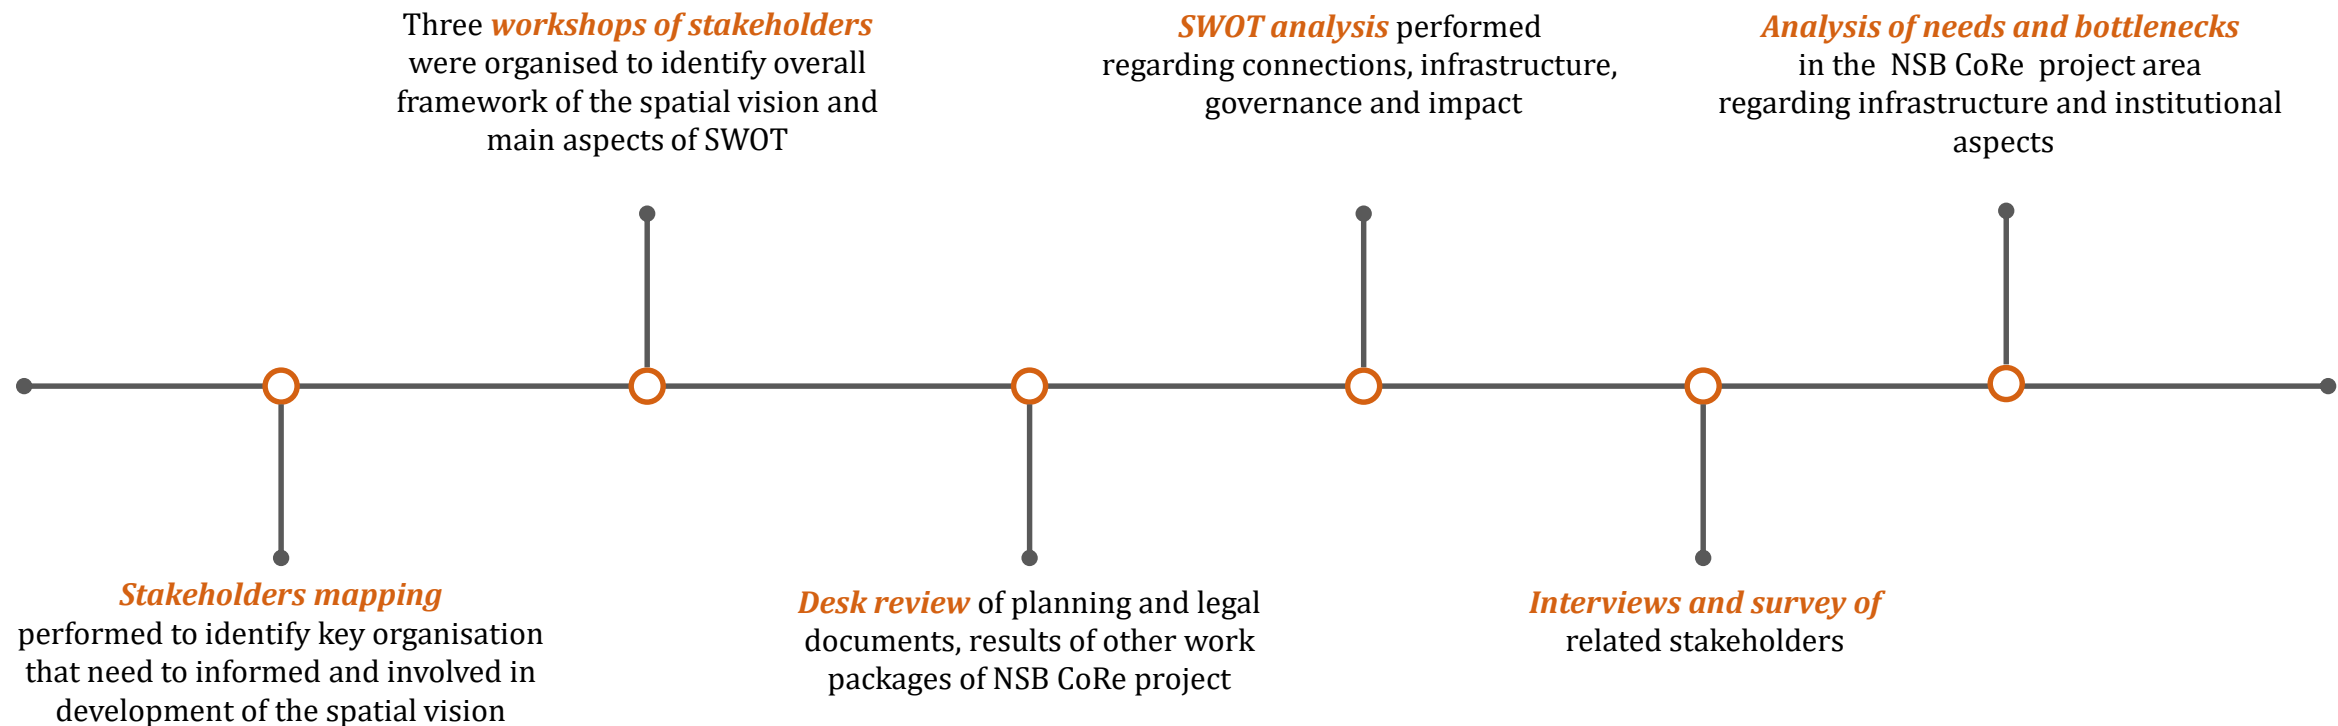 Three workshops of stakeholders
were organised to identify overall
framework of the spatial vision and
main aspects of SWOT
SWOT analysis performed
regarding connections, infrastructure,
governance and impact
Analysis of needs and bottlenecks
in the NSB CoRe project area
regarding infrastructure and institutional
aspects
Stakeholders mapping
performed to identify key organisation
that need to informed and involved in
development of the spatial vision
Desk review of planning and legal
documents, results of other work
packages of NSB CoRe project
Interviews and survey of
related stakeholders